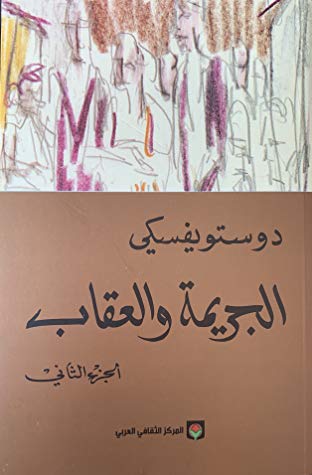 دوستويفسكي
الجريمة والعقاب
الجزء الثاني
المركز الثقافي العربي